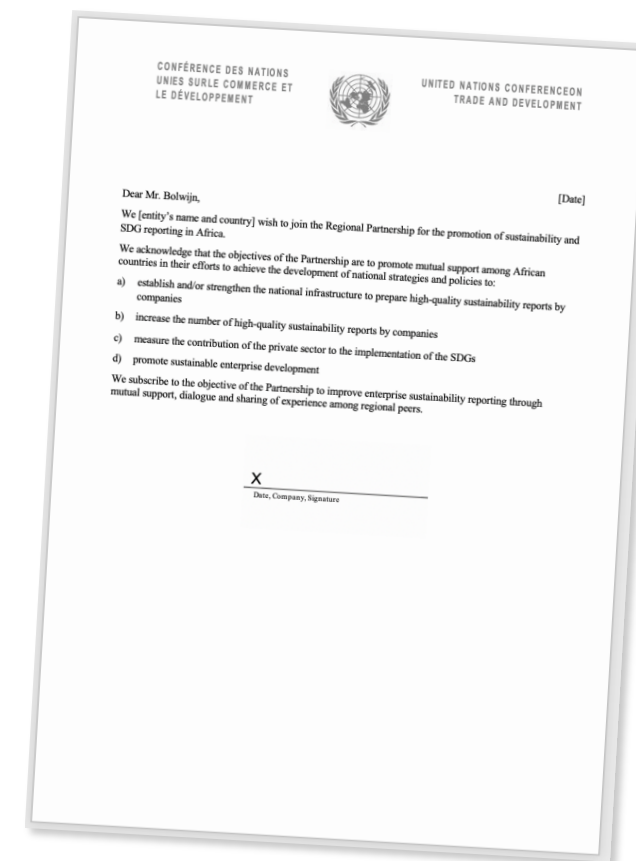 CONFÉRENCE DES NATIONS
UNIES SURLE COMMERCE ET
LE DÉVELOPPEMENT
UNITED NATIONS CONFERENCEON
TRADE AND DEVELOPMENT
[Date]
Dear Mr. Bolwijn,
We [entity's name and country] wish to join the Regional Partnership for the promotion of sustainability and
SDG reporting in Africa.
We acknowledge that the objectives of the Partnership are to promote mutual support among African
countries in their efforts to achieve the development of national strategies and policies to:
a) establish and/or strengthen the national infrastructure to prepare high-quality sustainability reports by
companies
b) increase the number of high-quality sustainability reports by companies
c) measure the contribution of the private sector to the implementation of the SDGs
d) promote sustainable enterprise development
We subscribe to the objective of the Partnership to improve enterprise sustainability reporting through
mutual support, dialogue and sharing of experience among regional peers.
X
Date, Company, Signature